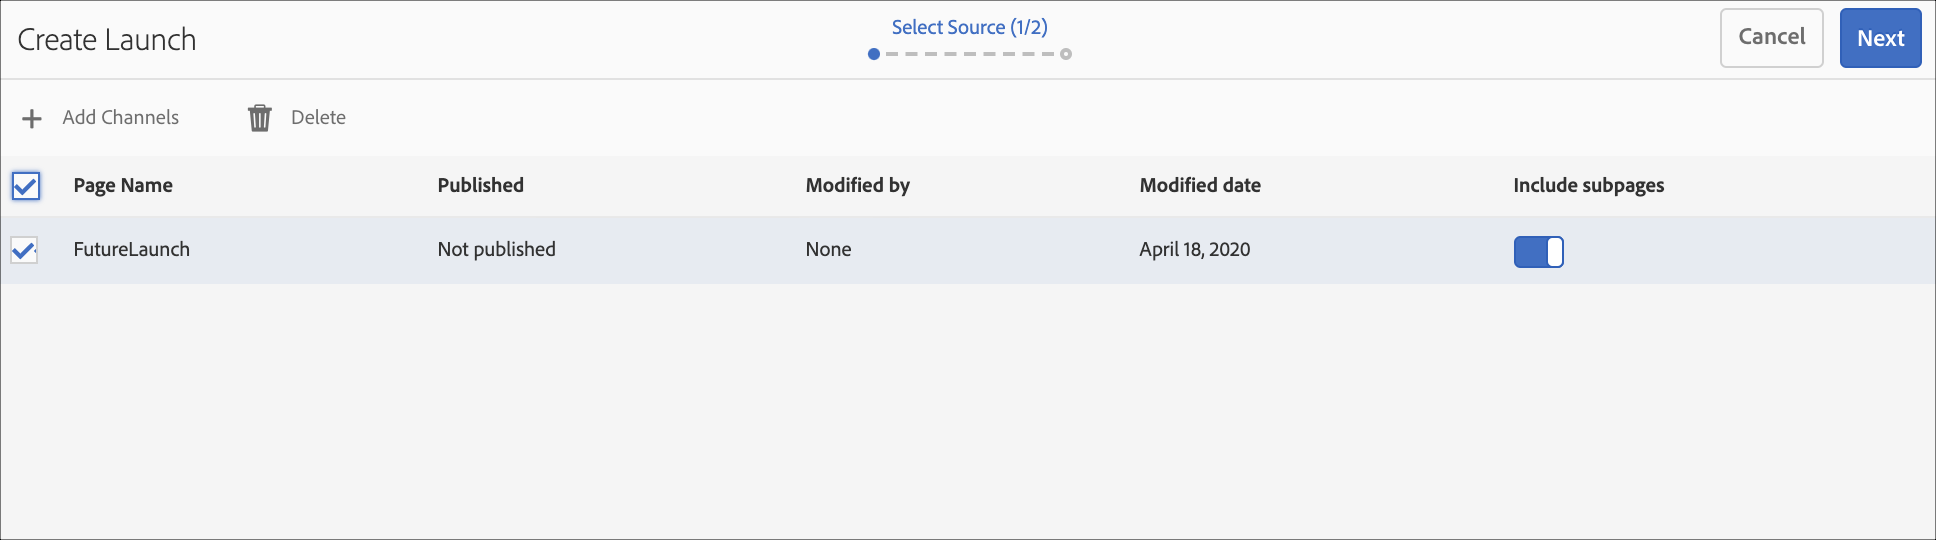 Create Launch
Select Source (1/2)
Cancel
Next
Add Channels
Delete
Page Name Published Modified by Modified date Include subpages
FutureLaunch Not published None April 18, 2020